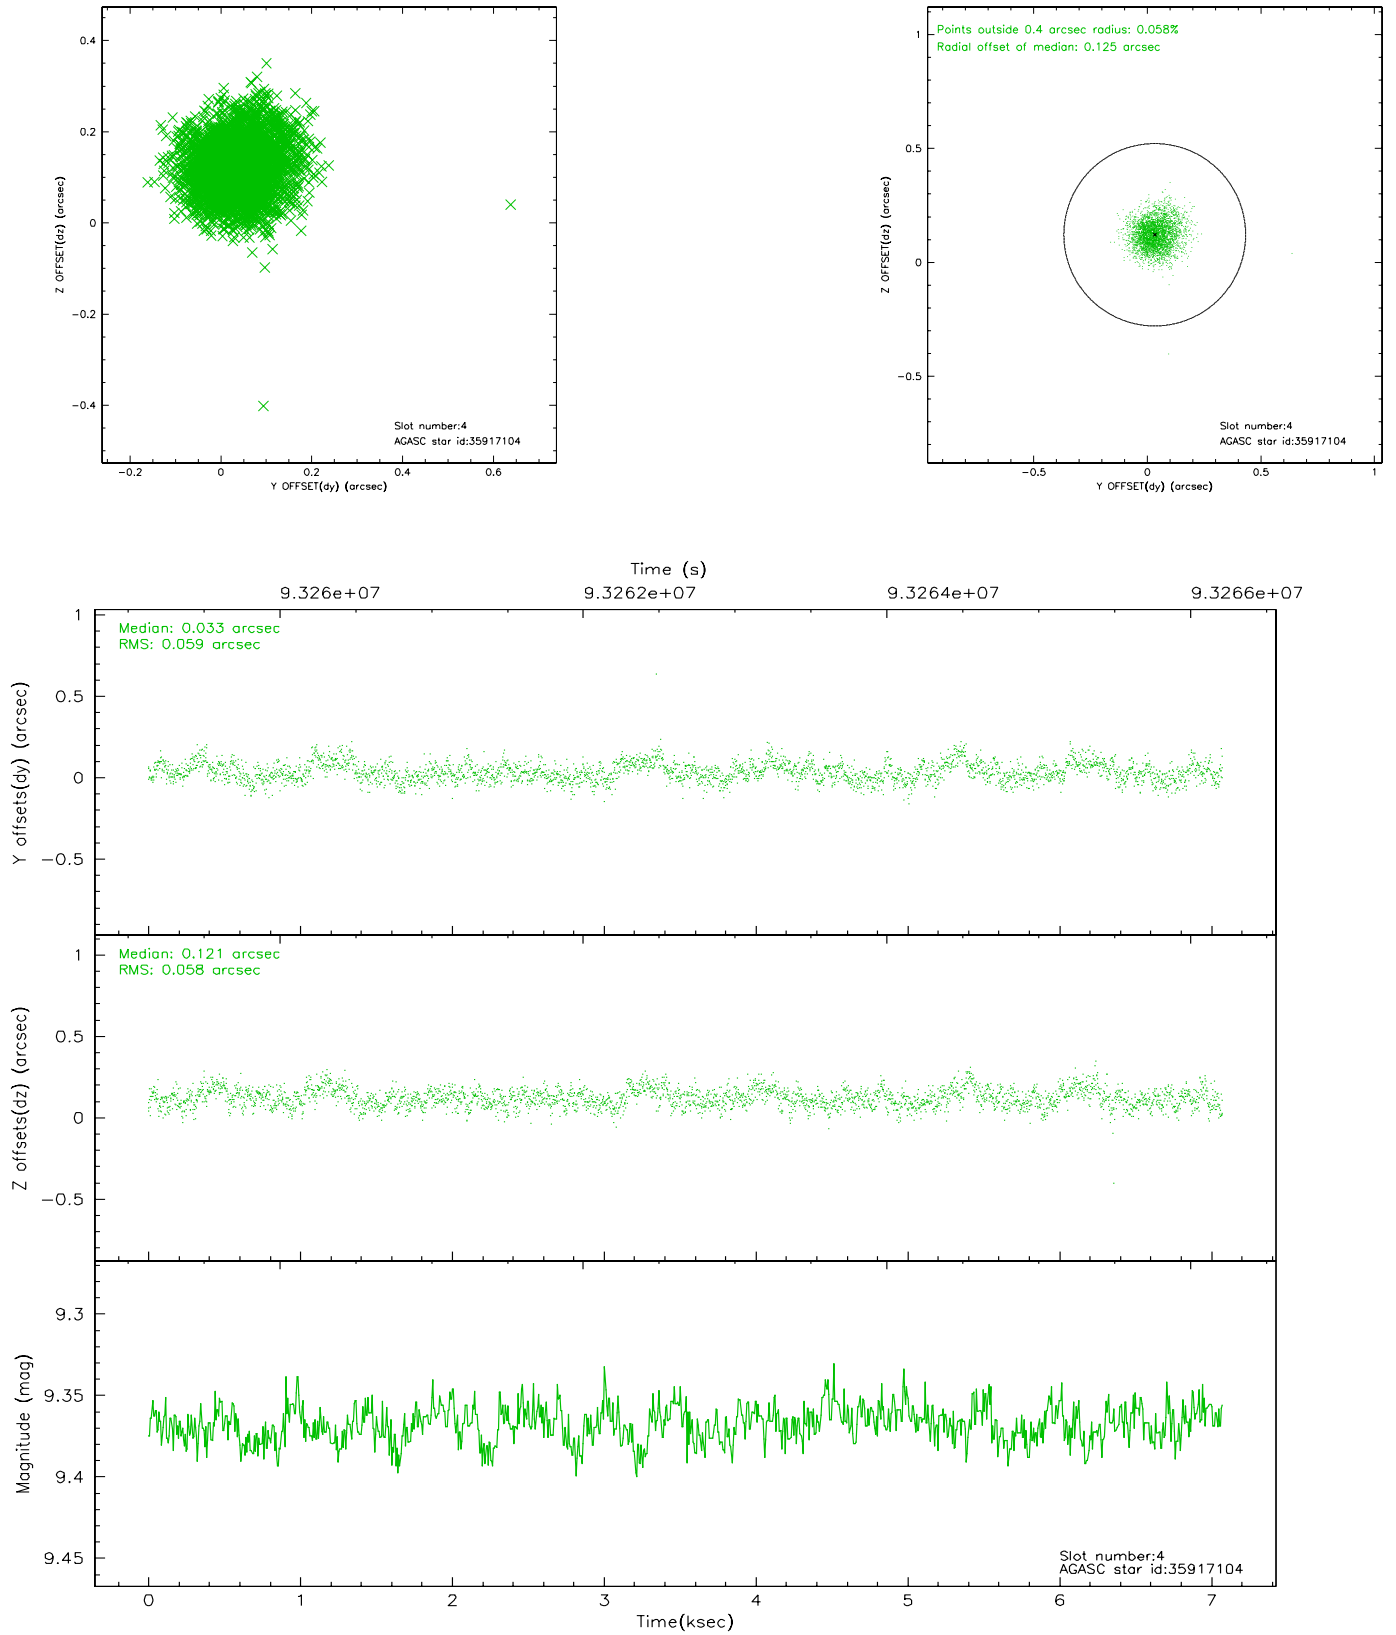 0.4
0.2
0
−0.2
−0.4
Z OFFSET(dz) (arcsec)
Slot number:4
AGASC star id:35917104
−0.2 0 0.2 0.4 0.6
Y OFFSET(dy) (arcsec)
Points outside 0.4 arcsec radius: 0.058%
Radial offset of median: 0.125 arcsec
1
0.5
0
−0.5
Z OFFSET(dz) (arcsec)
Slot number:4
AGASC star id:35917104
−0.5 0 0.5 1
Y OFFSET(dy) (arcsec)
Time (s)
9.326e+07 9.3262e+07 9.3264e+07 9.3266e+07
Median: 0.033 arcsec
RMS: 0.059 arcsec
1
0.5
0
−0.5
Y offsets(dy) (arcsec)
Median: 0.121 arcsec
RMS: 0.058 arcsec
1
0.5
0
−0.5
Z offsets(dz) (arcsec)
9.3
9.35
9.4
9.45
Magnitude (mag)
Slot number:4
AGASC star id:35917104
0 1 2 3 4 5 6 7
Time(ksec)